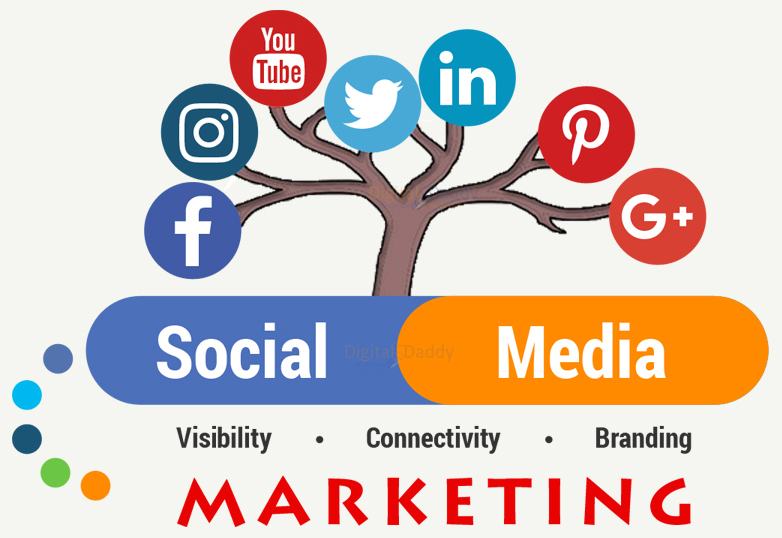 You
Tube
in
f
G+
Social Media
Digital Daddy
Visibility • Connectivity • Branding
MARKETING